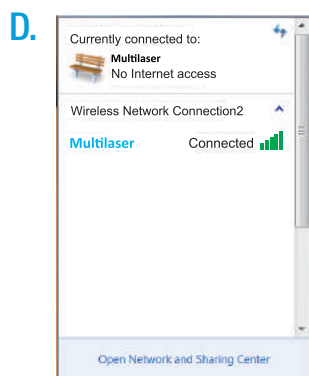 D.
Currently connected to:
Multilaser
No Internet access
Wireless Network Connection2
Multilaser Connected
Open Network and Sharing Center